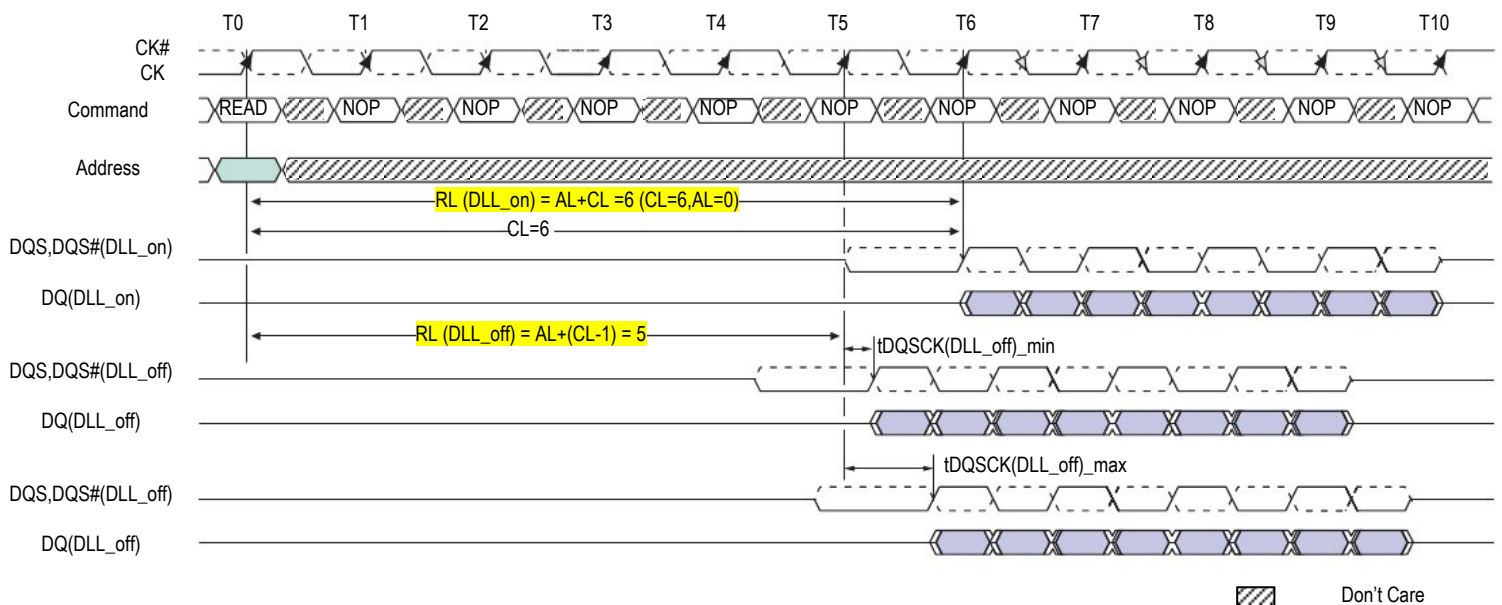 T0 T1 T2 T3 T4 T5 T6 T7 T8 T9 T10
CK#
CK
Command READ NOP NOP NOP NOP NOP NOP NOP NOP NOP NOP
Address
RL (DLL_on) = AL+CL =6 (CL=6,AL=0)
CL=6
DQS,DQS#(DLL_on)
DQ(DLL_on)
RL (DLL_off) = AL+(CL-1) = 5
tDQSCK(DLL_off)_min
DQS,DQS#(DLL_off)
DQ(DLL_off)
tDQSCK(DLL_off)_max
DQS,DQS#(DLL_off)
DQ(DLL_off)
Don't Care